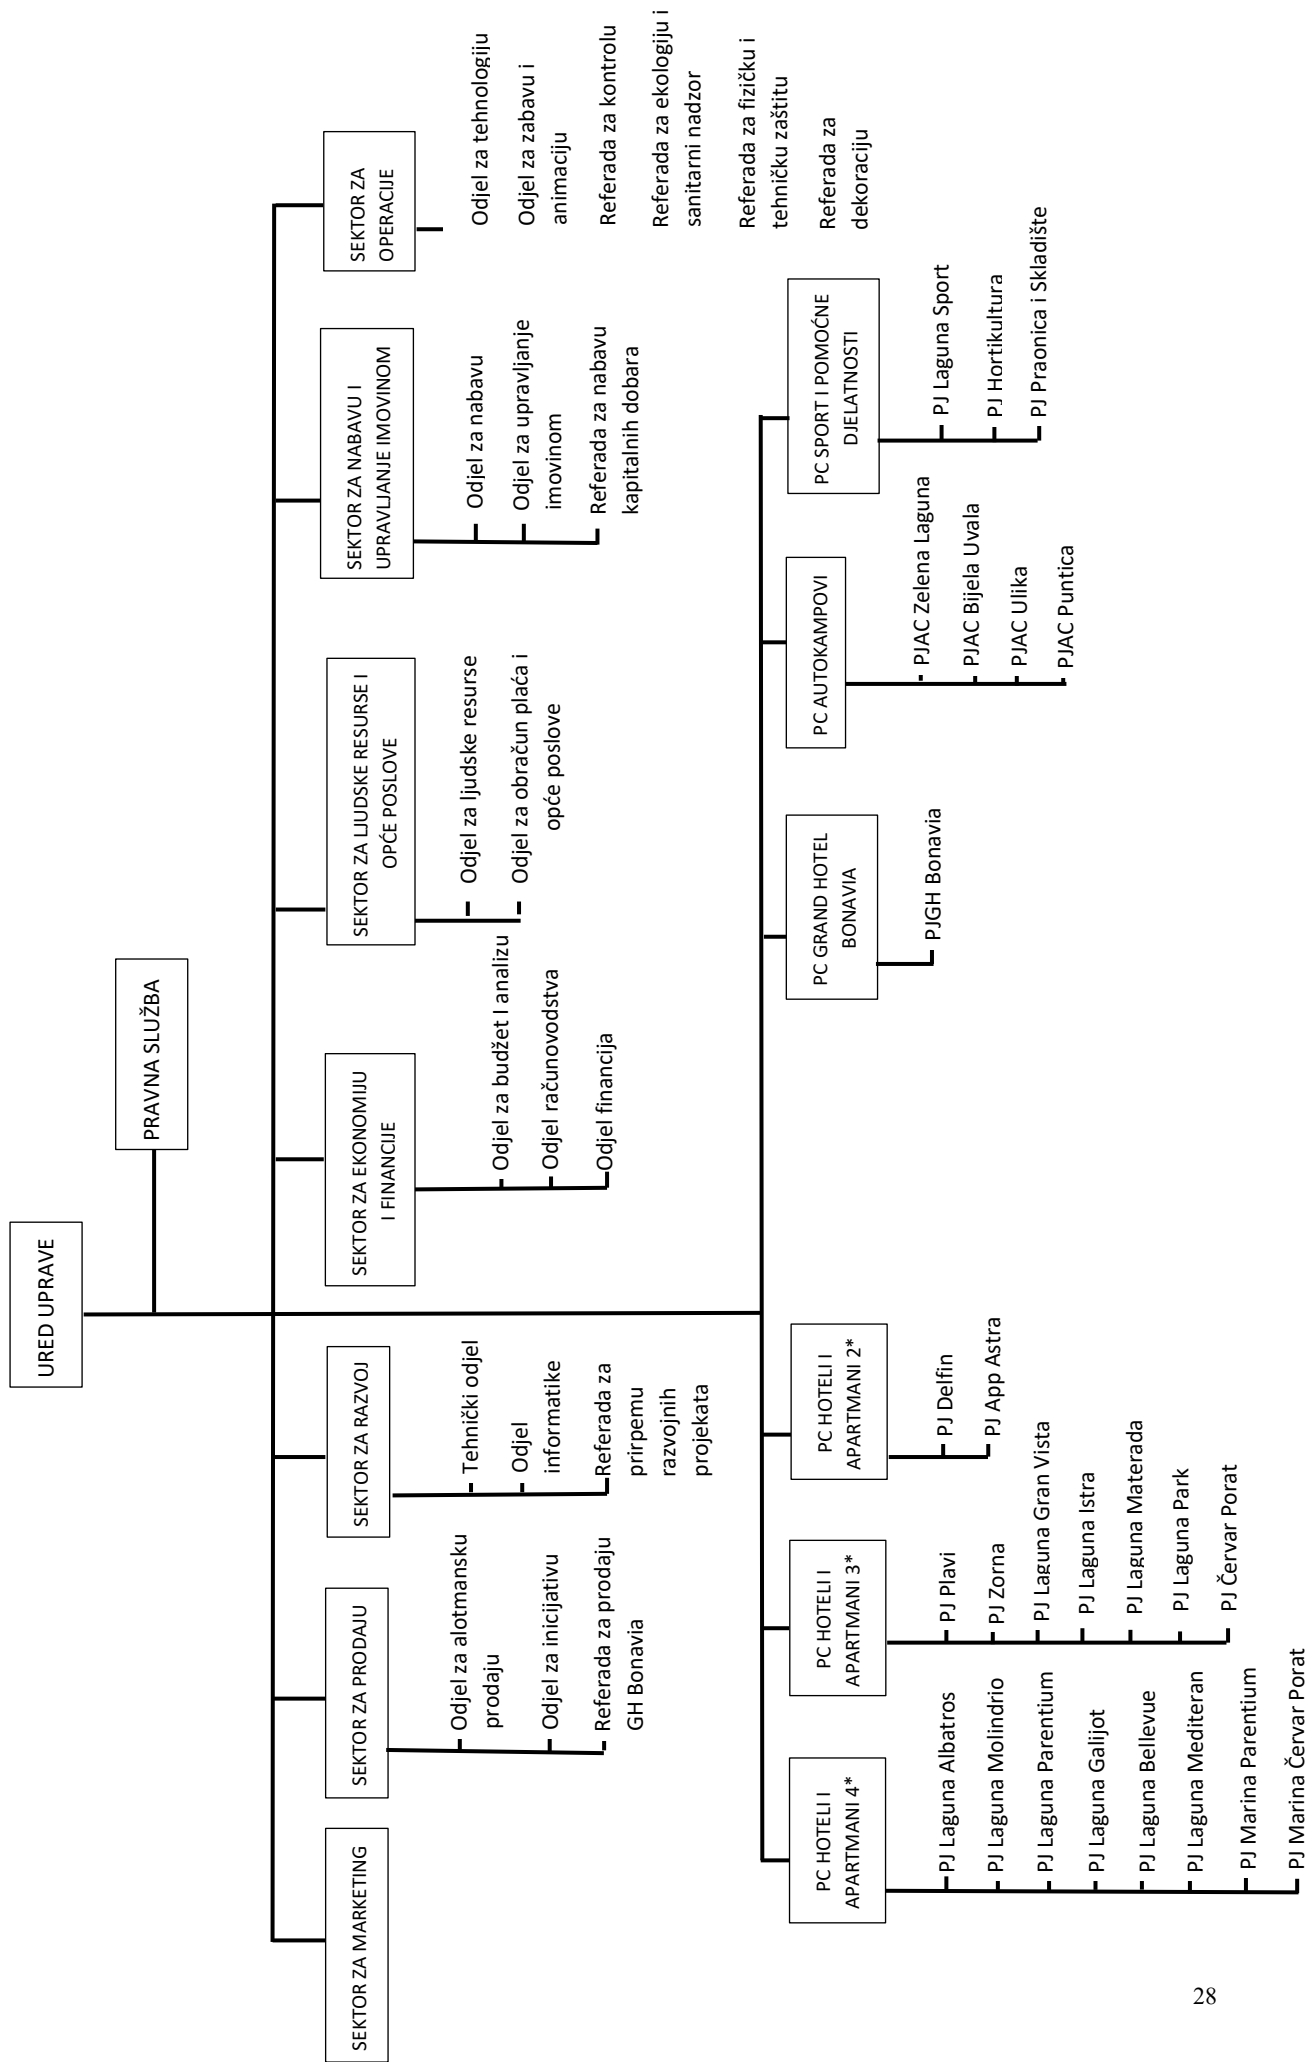 URED UPRAVE
PRAVNA SLUŽBA
SEKTOR ZA MARKETING
SEKTOR ZA PRODAJU
Odjel za alotmansku
prodaju
Odjel za inicijativu
Referada za prodaju
GH Bonavia
SEKTOR ZA RAZVOJ
Tehnički odjel
Odjel
informatike
Referada za
prirpemu
razvojnih
projekata
SEKTOR ZA EKONOMIJU
I FINANCIJE
Odjel za budžet I analizu
Odjel računovodstva
Odjel financija
SEKTOR ZA LJUDSKE RESURSE I
OPĆE POSLOVE
Odjel za ljudske resurse
Odjel za obračun plaća i
opće poslove
SEKTOR ZA NABAVU I
UPRAVLJANJE IMOVINOM
Odjel za nabavu
Odjel za upravljanje
imovinom
Referada za nabavu
kapitalnih dobara
SEKTOR ZA
OPERACIJE
Odjel za tehnologiju
Odjel za zabavu i
animaciju
Referada za kontrolu
Referada za ekologiju i
sanitarni nadzor
Referada za fizičku i
tehničku zaštitu
Referada za
dekoraciju
PC HOTELI I
APARTMANI 4*
PJ Laguna Albatros
PJ Laguna Molindrio
PJ Laguna Parentium
PJ Laguna Galijot
PJ Laguna Bellevue
PJ Laguna Mediteran
PJ Marina Parentium
PJ Marina Červar Porat
PC HOTELI I
APARTMANI 3*
PJ Plavi
PJ Zorna
PJ Laguna Gran Vista
PJ Laguna Istra
PJ Laguna Materada
PJ Laguna Park
PJ Červar Porat
PC HOTELI I
APARTMANI 2*
PJ Delfin
PJ App Astra
PC GRAND HOTEL
BONAVIA
PJGH Bonavia
PC AUTOKAMPOVI
PJAC Zelena Laguna
PJAC Bijela Uvala
PJAC Ulika
PJAC Puntica
PC SPORT I POMOĆNE
DJELATNOSTI
PJ Laguna Sport
PJ Hortikultura
PJ Praonica i Skladište
28